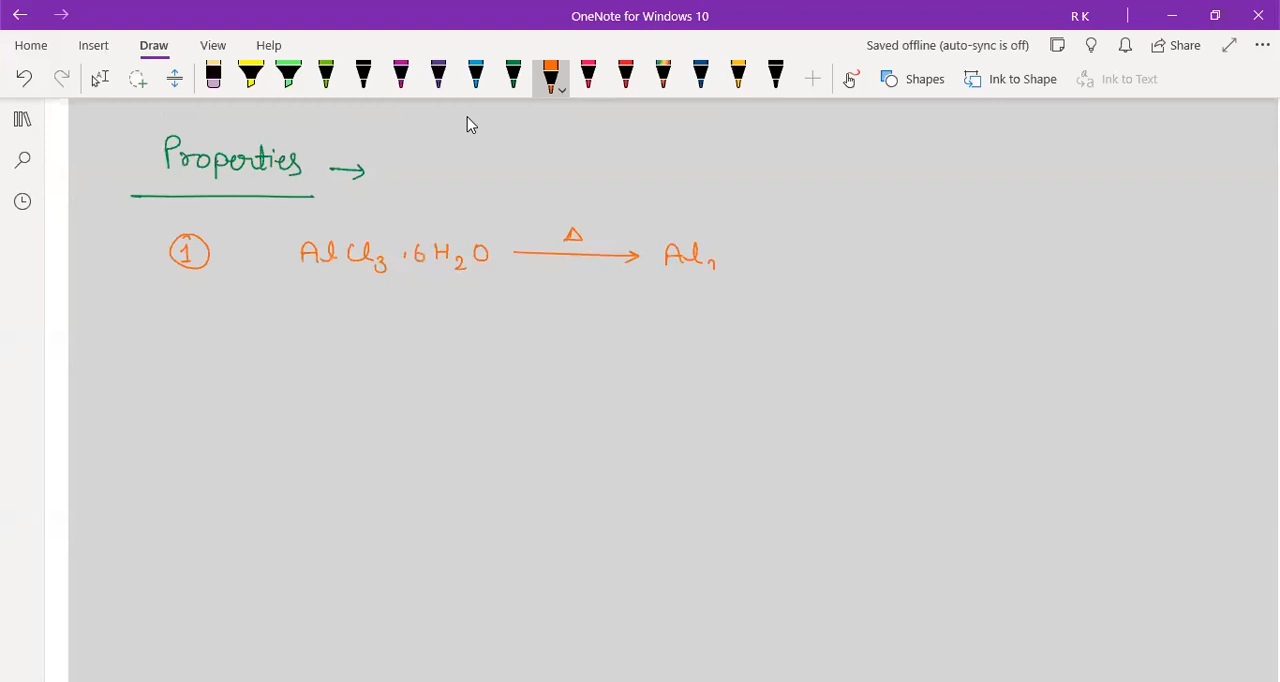 OneNote for Windows 10
R K
Home Insert Draw View Help
Saved offline (auto-sync is off) Share
Shapes Ink to Shape Ink to Text
Properties →
① AlCl₃ .6H₂O —Δ→ Al